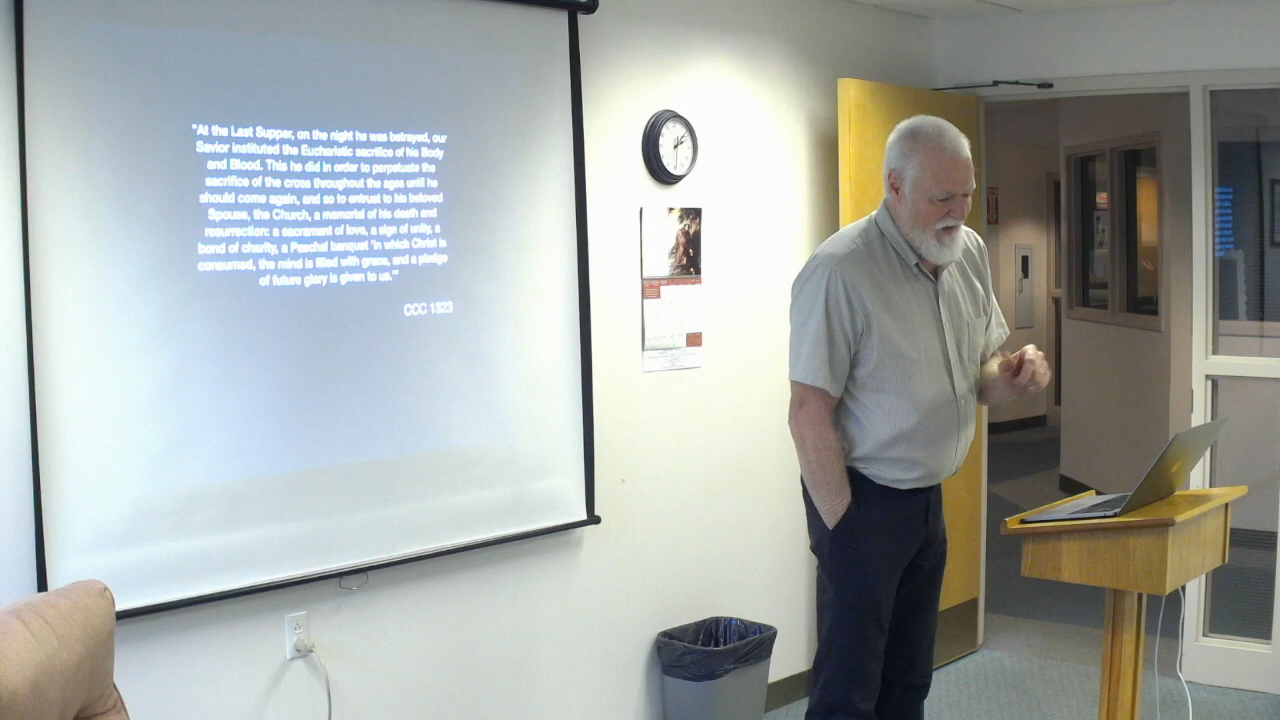 "At the Last Supper, on the night he was betrayed, our
Savior instituted the Eucharistic sacrifice of his Body
and Blood. This he did in order to perpetuate the
sacrifice of the cross throughout the ages until he
should come again, and so to entrust to his beloved
Spouse, the Church, a memorial of his death and
resurrection: a sacrament of love, a sign of unity, a
bond of charity, a Paschal banquet 'in which Christ is
consumed, the mind is filled with grace, and a pledge
of future glory is given to us.'"
CCC 1323